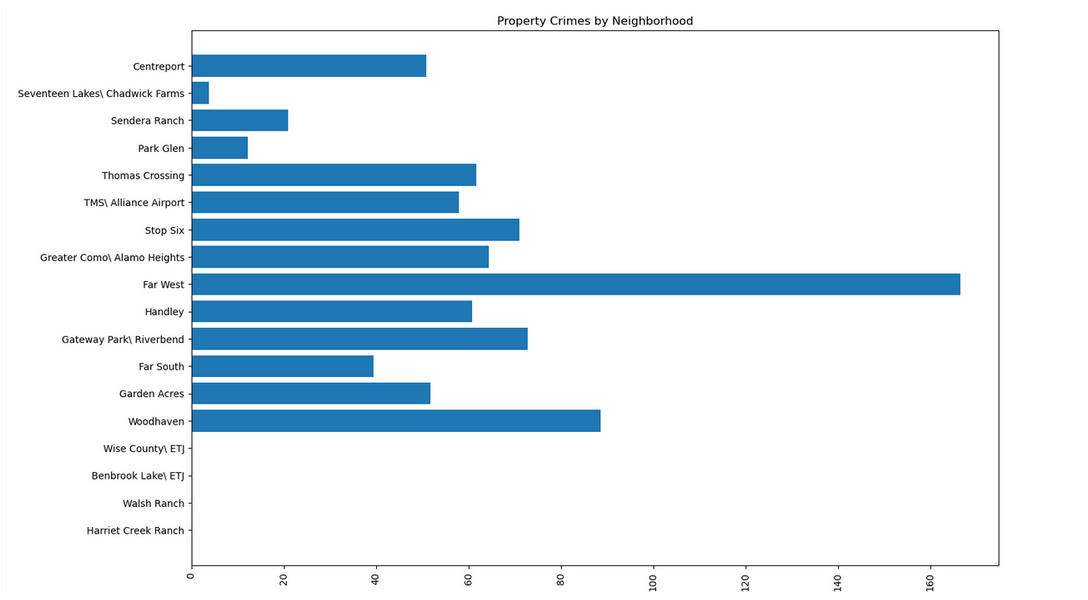 Property Crimes by Neighborhood
Centreport
Seventeen Lakes\ Chadwick Farms
Sendera Ranch
Park Glen
Thomas Crossing
TMS\ Alliance Airport
Stop Six
Greater Como\ Alamo Heights
Far West
Handley
Gateway Park\ Riverbend
Far South
Garden Acres
Woodhaven
Wise County\ ETJ
Benbrook Lake\ ETJ
Walsh Ranch
Harriet Creek Ranch
0 20 40 60 80 100 120 140 160